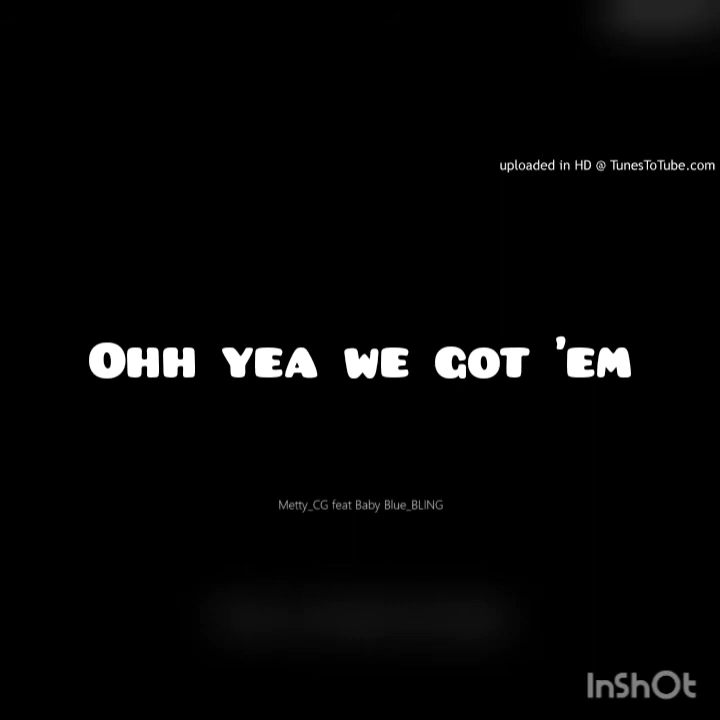 uploaded in HD @ TunesToTube.com
Ohh yea we got 'em
Metty_CG feat Baby Blue_BLING
InShOt